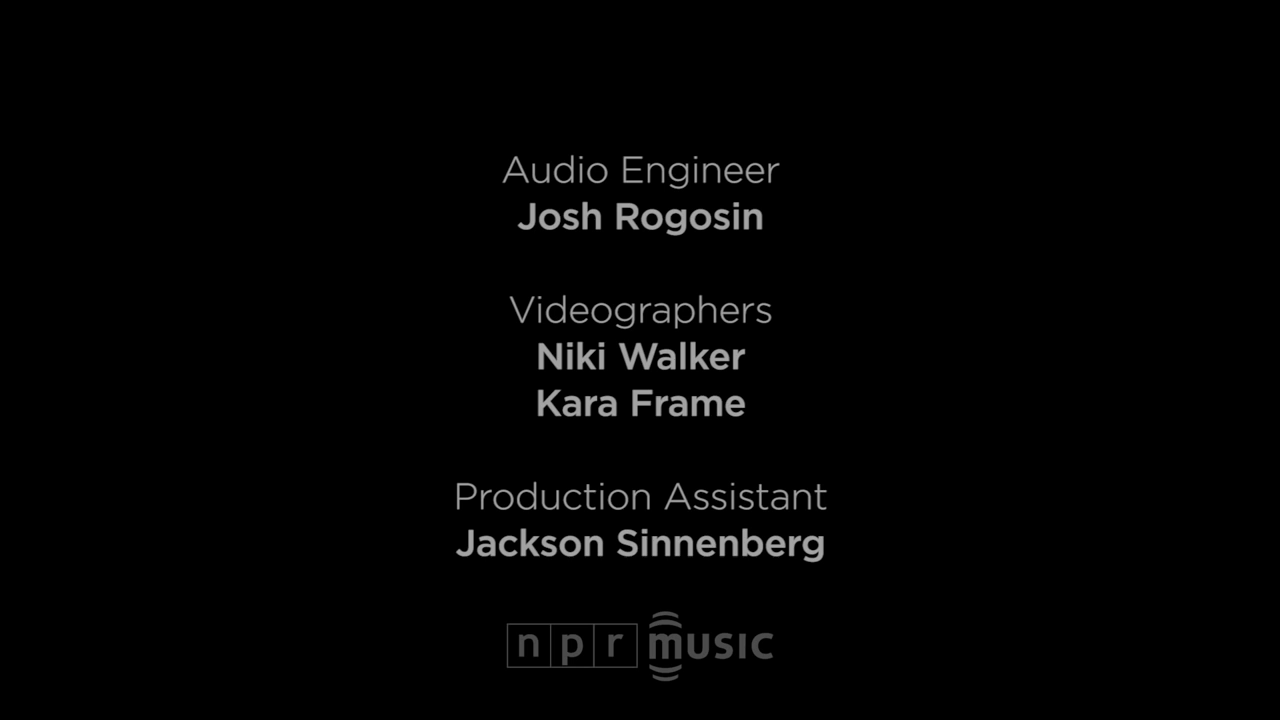 Audio Engineer
Josh Rogosin
Videographers
Niki Walker
Kara Frame
Production Assistant
Jackson Sinnenberg
npr music